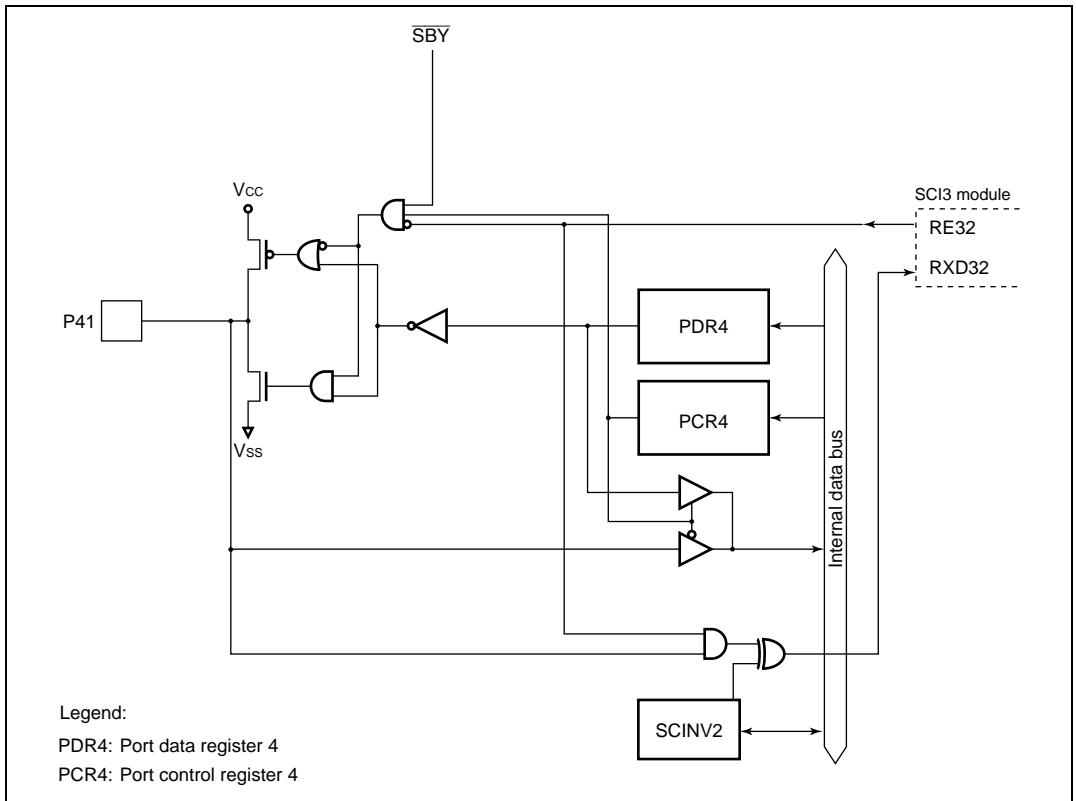 SBY
VCC
SCI3 module
RE32
RXD32
P41
PDR4
PCR4
VSS
Internal data bus
SCINV2
Legend:
PDR4: Port data register 4
PCR4: Port control register 4